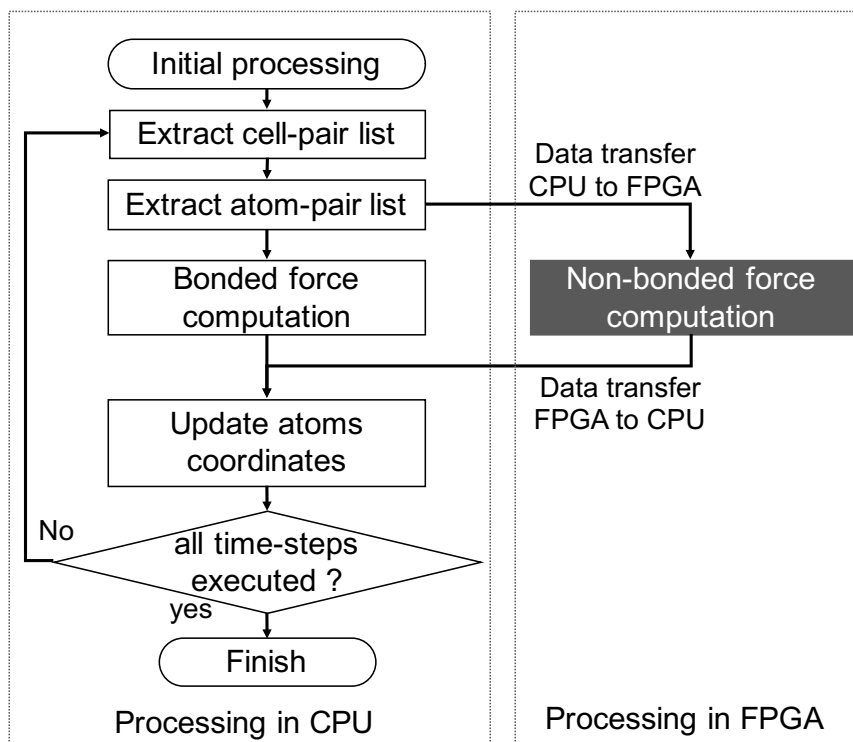 Initial processing
Extract cell-pair list
Data transfer
CPU to FPGA
Extract atom-pair list
Bonded force
computation
Non-bonded force
computation
Data transfer
FPGA to CPU
Update atoms
coordinates
No
all time-steps
executed ?
yes
Finish
Processing in CPU
Processing in FPGA